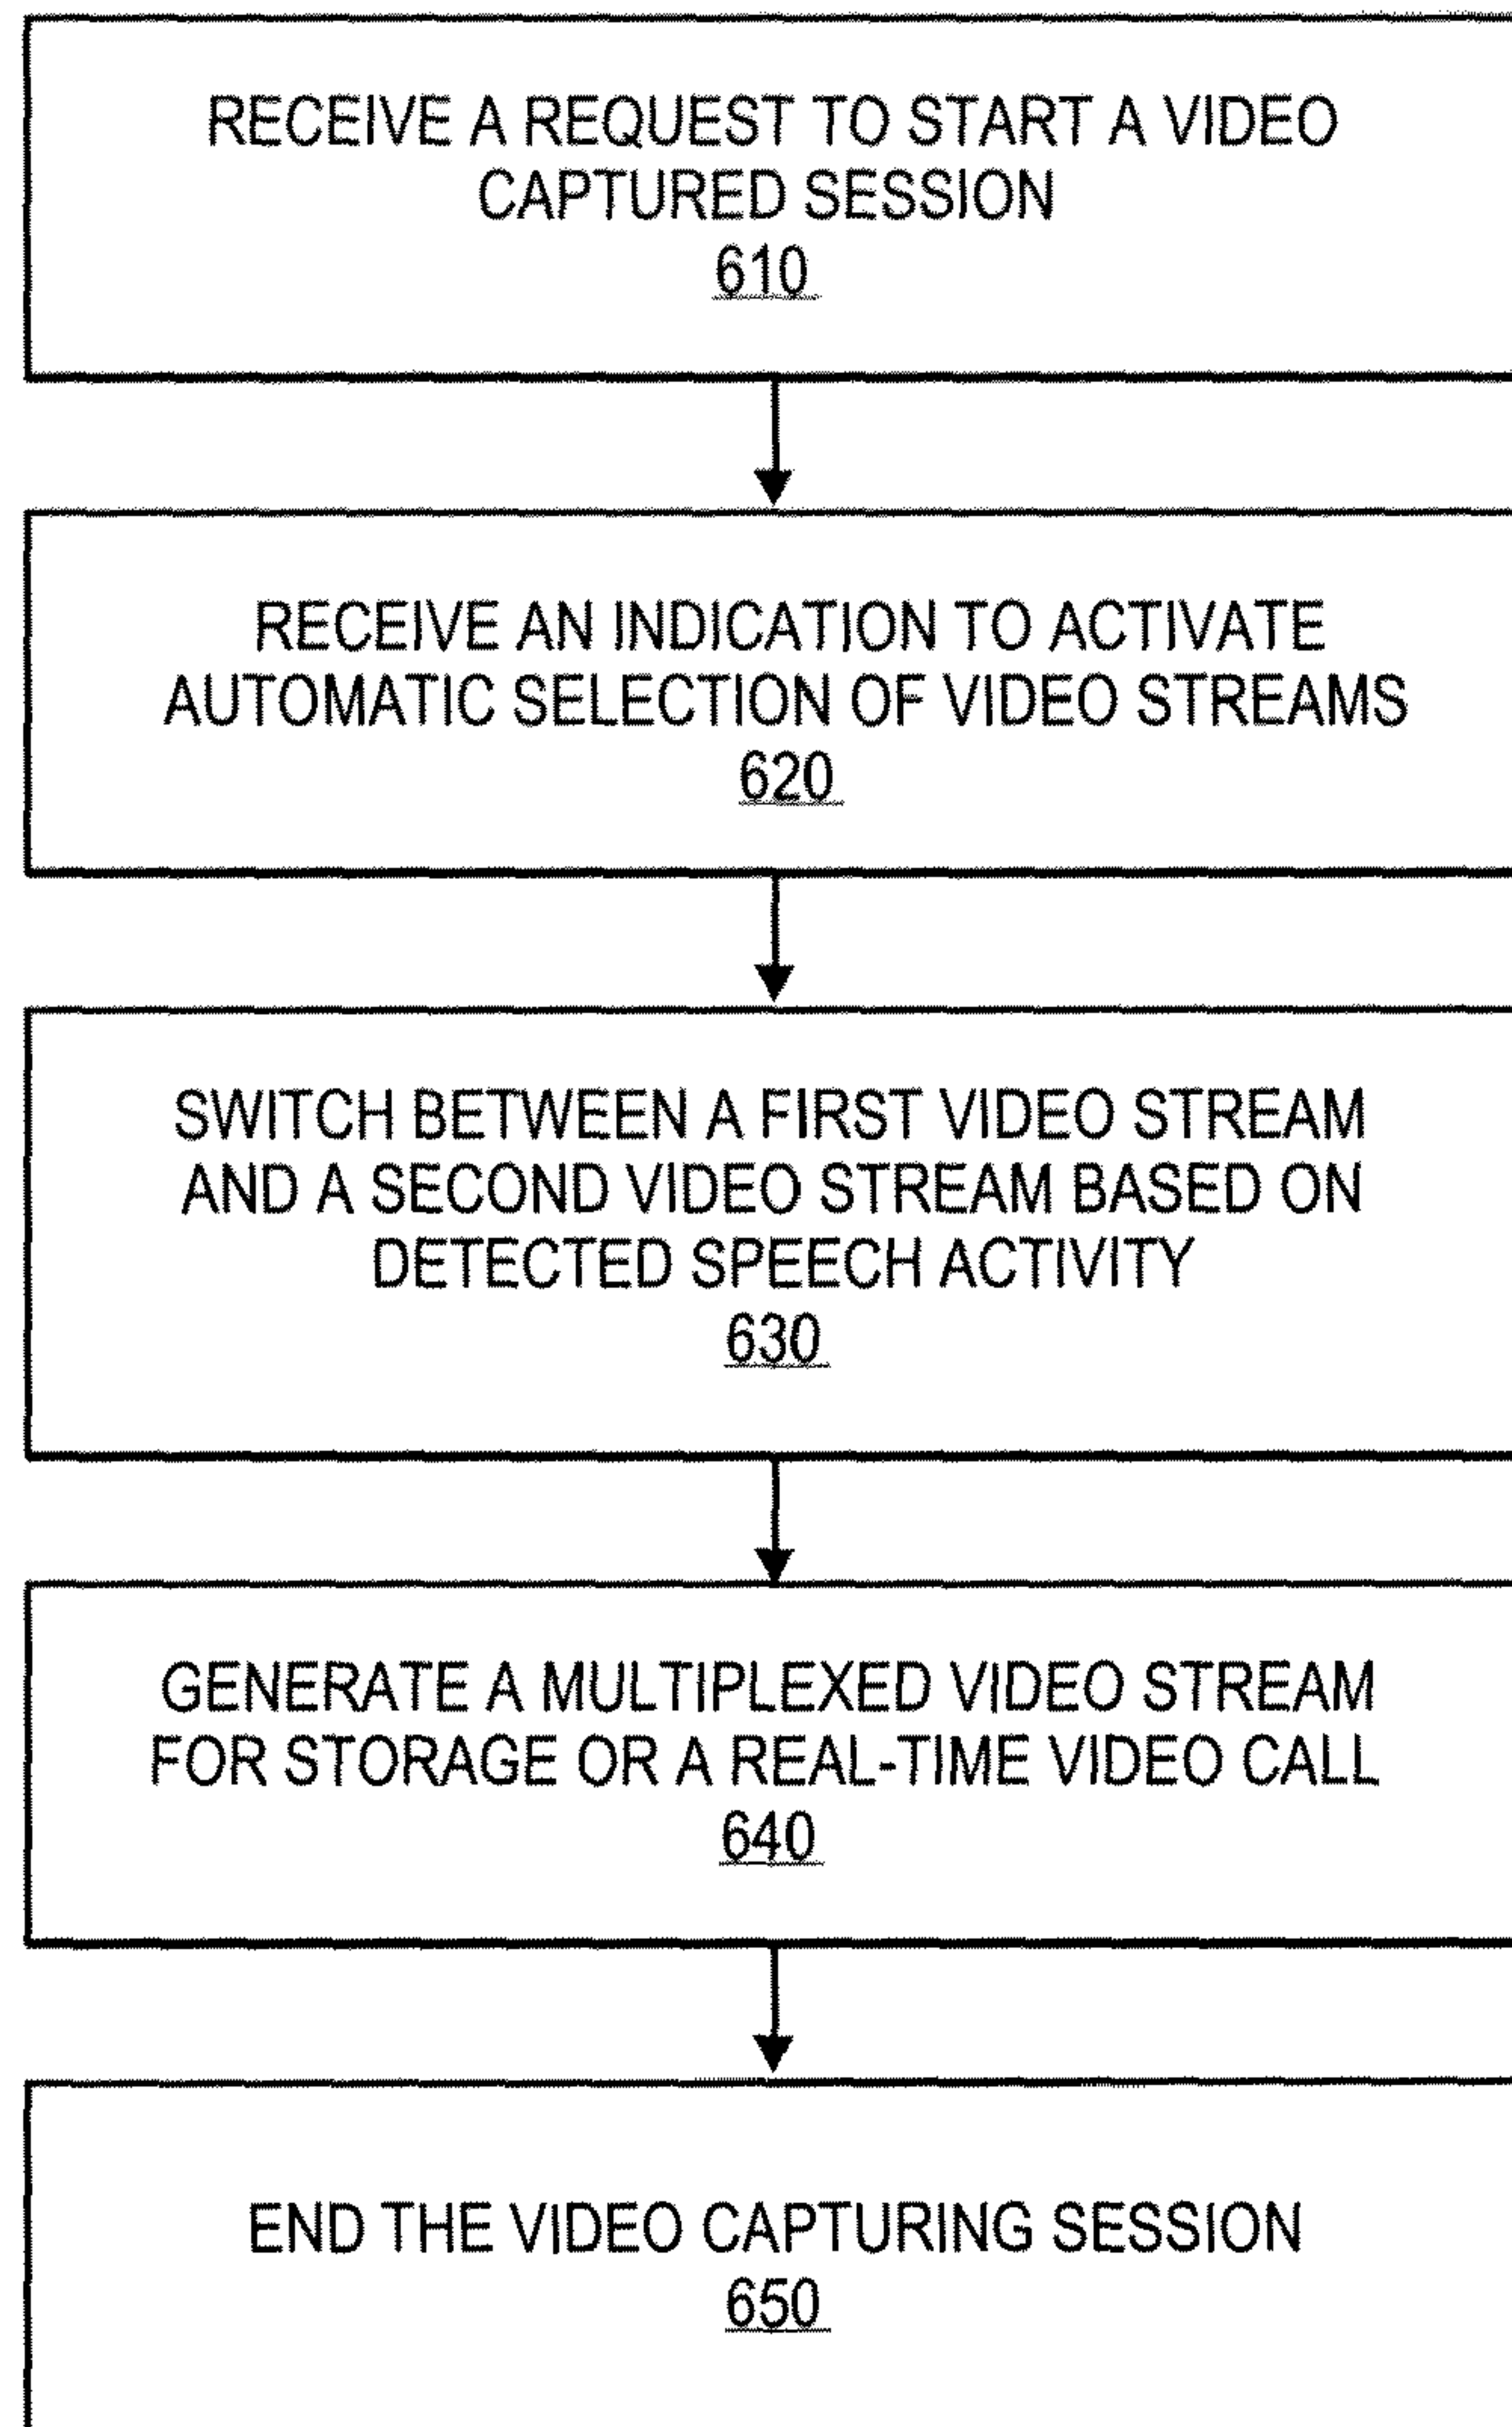 RECEIVE A REQUEST TO START A VIDEO
CAPTURED SESSION
610
RECEIVE AN INDICATION TO ACTIVATE
AUTOMATIC SELECTION OF VIDEO STREAMS
620
SWITCH BETWEEN A FIRST VIDEO STREAM
AND A SECOND VIDEO STREAM BASED ON
DETECTED SPEECH ACTIVITY
630
GENERATE A MULTIPLEXED VIDEO STREAM
FOR STORAGE OR A REAL-TIME VIDEO CALL
640
END THE VIDEO CAPTURING SESSION
650